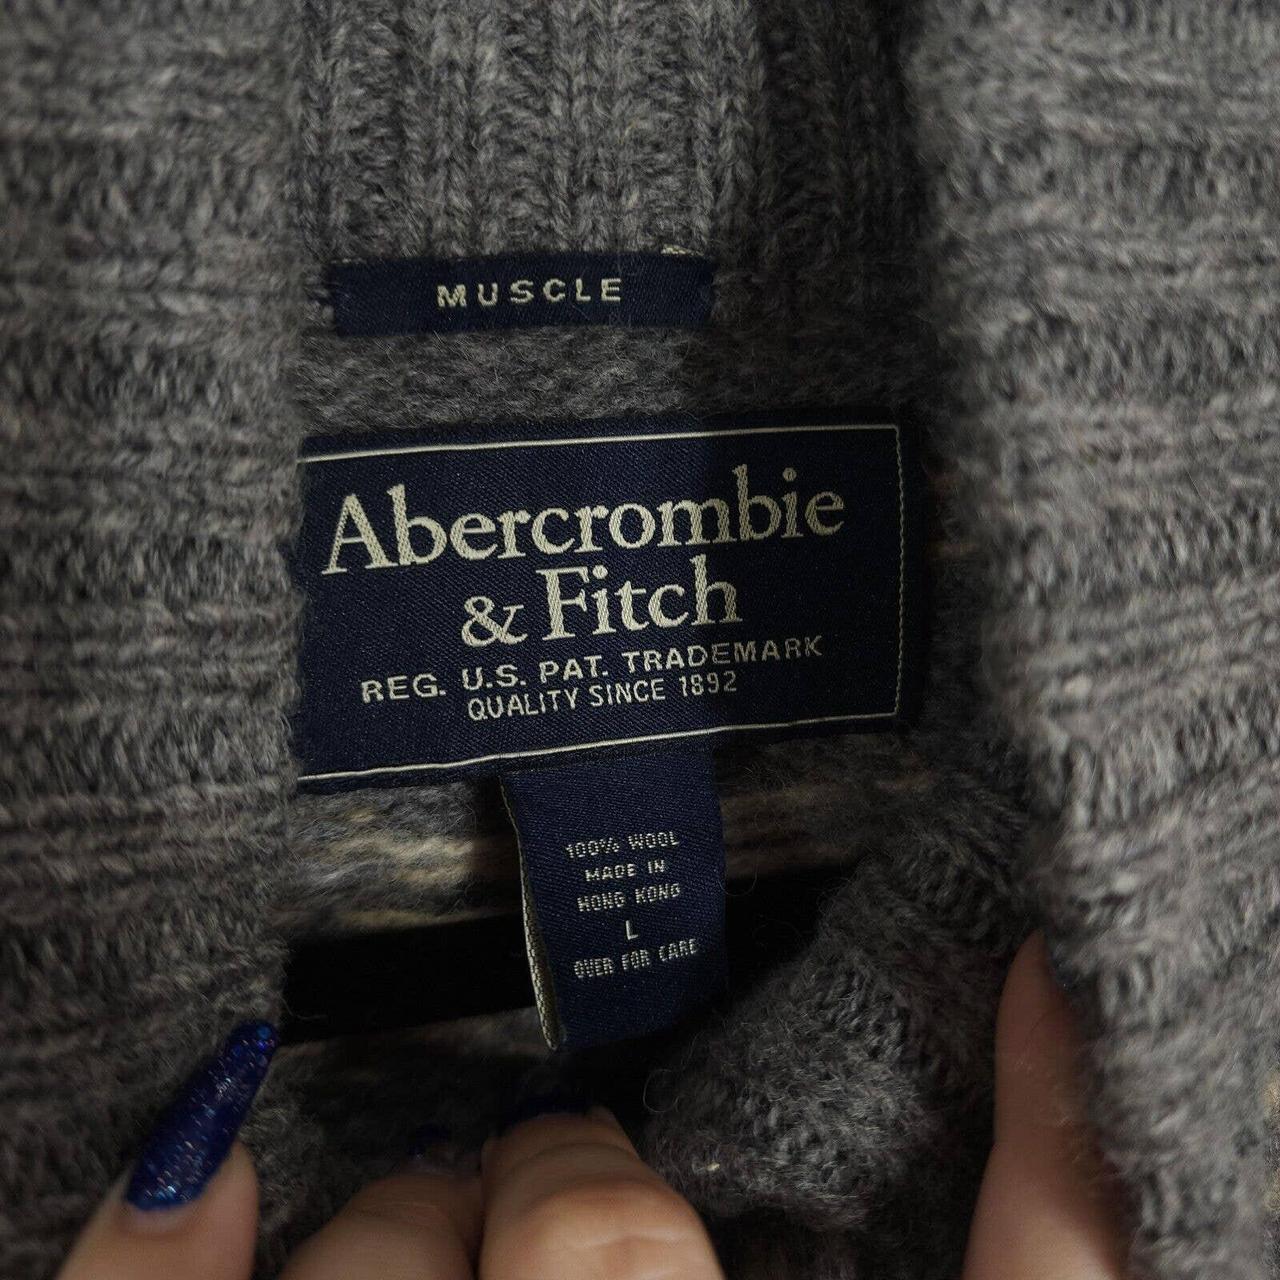 MUSCLE
Abercrombie
& Fitch
REG. U.S. PAT. TRADEMARK
QUALITY SINCE 1892
100% WOOL
MADE IN
HONG KONG
L
OVER FOR CARE